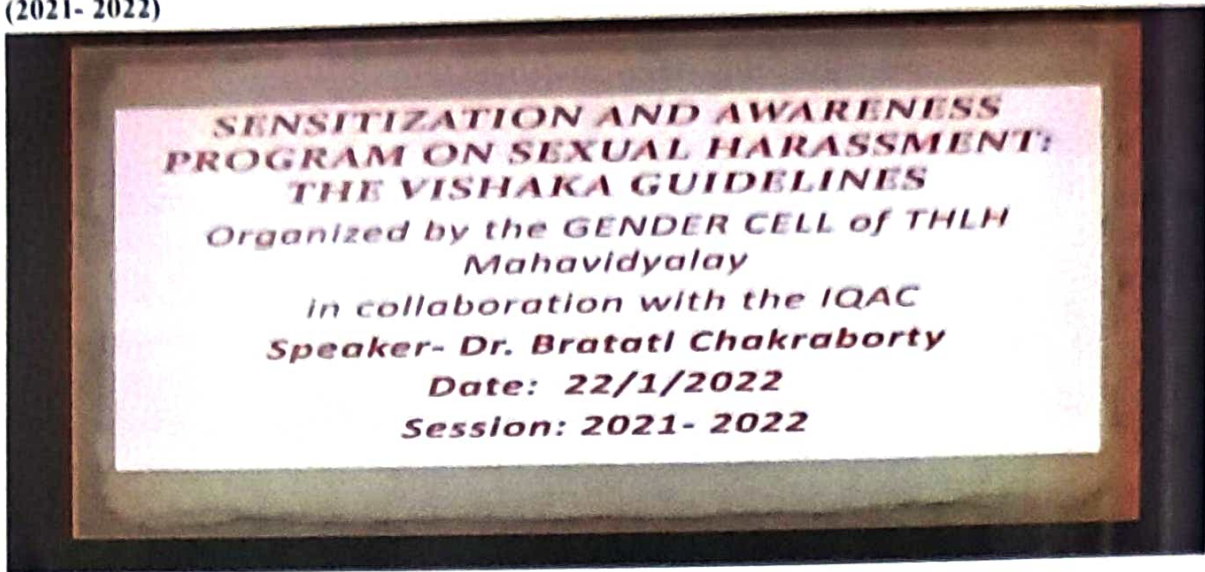 (2021- 2022)
SENSITIZATION AND AWARENESS
PROGRAM ON SEXUAL HARASSMENT:
THE VISHAKA GUIDELINES
Organized by the GENDER CELL of THLH
Mahavidyalay
in collaboration with the IQAC
Speaker- Dr. Bratati Chakraborty
Date: 22/1/2022
Session: 2021- 2022